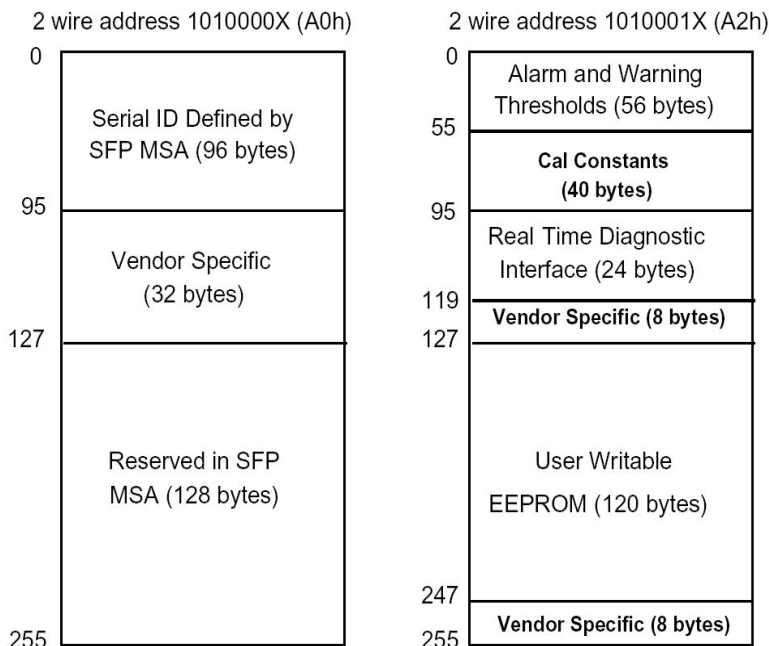 2 wire address 1010000X (A0h)
0
Serial ID Defined by
SFP MSA (96 bytes)
95
Vendor Specific
(32 bytes)
127
Reserved in SFP
MSA (128 bytes)
255
2 wire address 1010001X (A2h)
0
Alarm and Warning
Thresholds (56 bytes)
55
Cal Constants
(40 bytes)
95
Real Time Diagnostic
Interface (24 bytes)
119
Vendor Specific (8 bytes)
127
User Writable
EEPROM (120 bytes)
247
Vendor Specific (8 bytes)
255